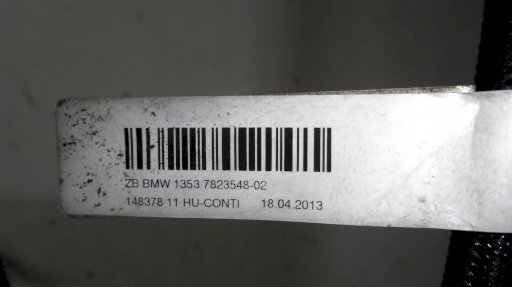 ZB BMW 1353 7823548-02
148378 11 HU-CONTI 18.04.2013